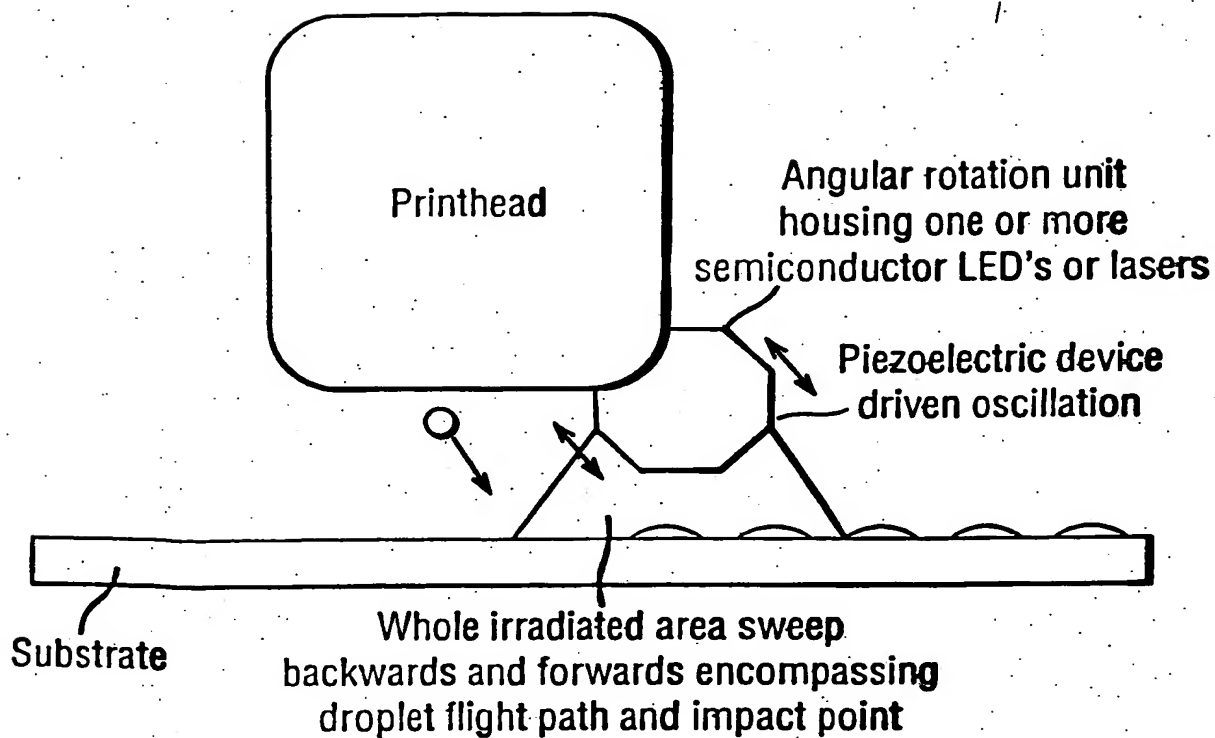 Printhead
Angular rotation unit
housing one or more
semiconductor LED's or lasers
Piezoelectric device
driven oscillation
Substrate
Whole irradiated area sweep
backwards and forwards encompassing
droplet flight path and impact point